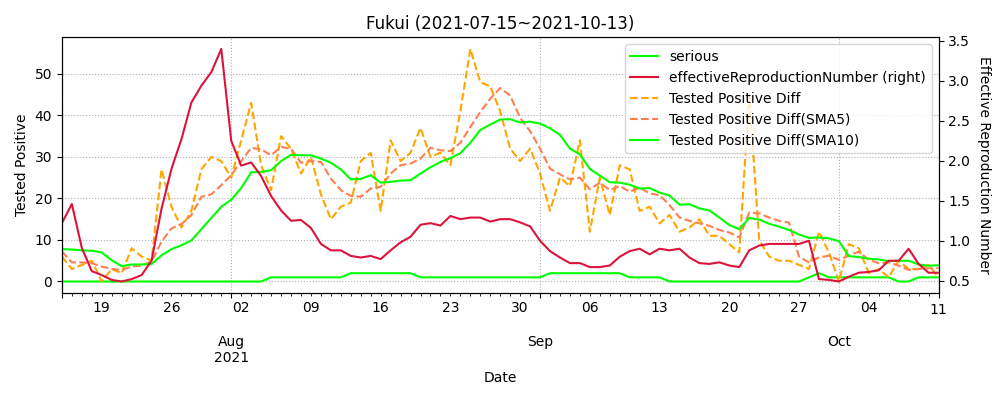 Fukui (2021-07-15~2021-10-13)
serious
effectiveReproductionNumber (right)
Tested Positive Diff
Tested Positive Diff(SMA5)
Tested Positive Diff(SMA10)
Tested Positive
50
40
30
20
10
0
Effective Reproduction Number
3.5
3.0
2.5
2.0
1.5
1.0
0.5
19 26 02 09 16 23 30 06 13 20 27 04 11
Aug Sep Oct
2021
Date